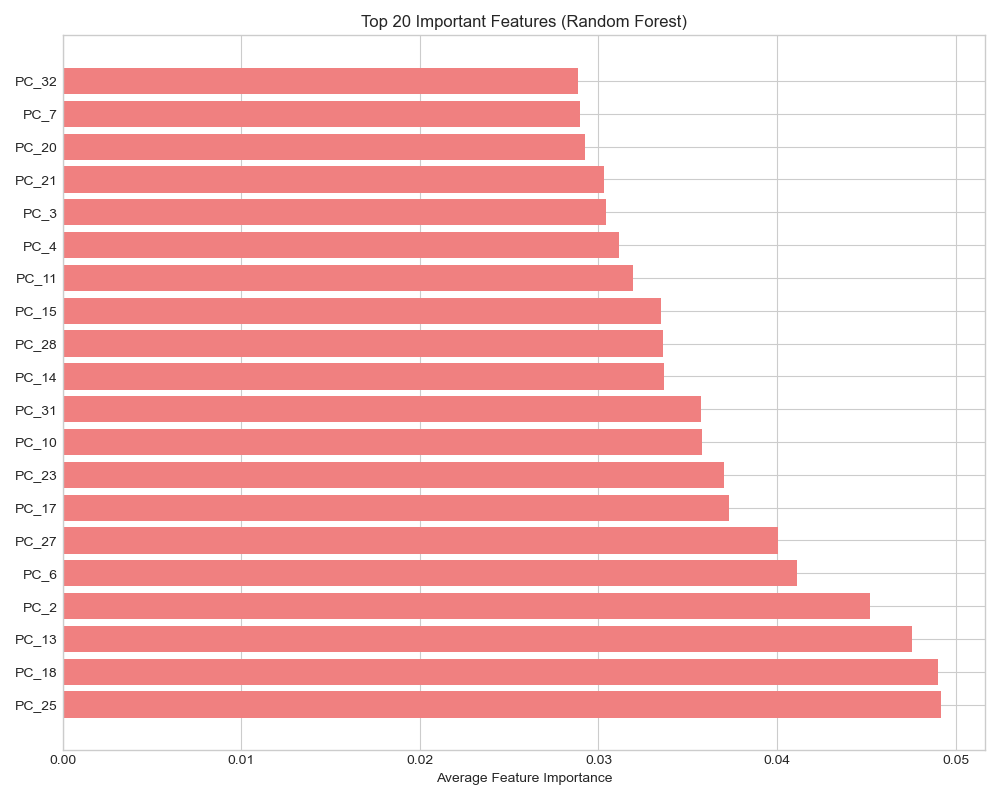 Top 20 Important Features (Random Forest)
PC_32
PC_7
PC_20
PC_21
PC_3
PC_4
PC_11
PC_15
PC_28
PC_14
PC_31
PC_10
PC_23
PC_17
PC_27
PC_6
PC_2
PC_13
PC_18
PC_25
0.00 0.01 0.02 0.03 0.04 0.05
Average Feature Importance